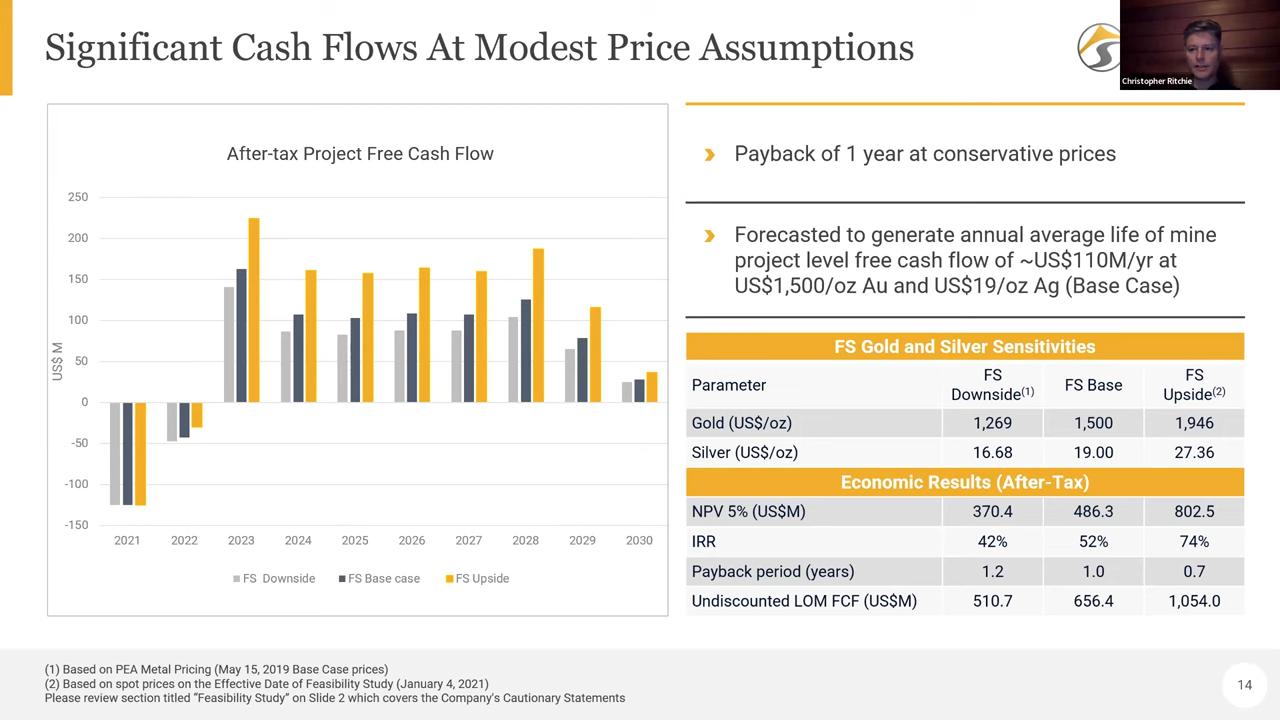 Significant Cash Flows At Modest Price Assumptions
Christopher Ritchie
After-tax Project Free Cash Flow
US$ M
250
200
150
100
50
0
-50
-100
-150
2021 2022 2023 2024 2025 2026 2027 2028 2029 2030
FS Downside FS Base case FS Upside
› Payback of 1 year at conservative prices
› Forecasted to generate annual average life of mine
project level free cash flow of ~US$110M/yr at
US$1,500/oz Au and US$19/oz Ag (Base Case)
FS Gold and Silver Sensitivities
Parameter FS Downside(1) FS Base FS Upside(2)
Gold (US$/oz) 1,269 1,500 1,946
Silver (US$/oz) 16.68 19.00 27.36
Economic Results (After-Tax)
NPV 5% (US$M) 370.4 486.3 802.5
IRR 42% 52% 74%
Payback period (years) 1.2 1.0 0.7
Undiscounted LOM FCF (US$M) 510.7 656.4 1,054.0
(1) Based on PEA Metal Pricing (May 15, 2019 Base Case prices)
(2) Based on spot prices on the Effective Date of Feasibility Study (January 4, 2021)
Please review section titled “Feasibility Study” on Slide 2 which covers the Company's Cautionary Statements
14